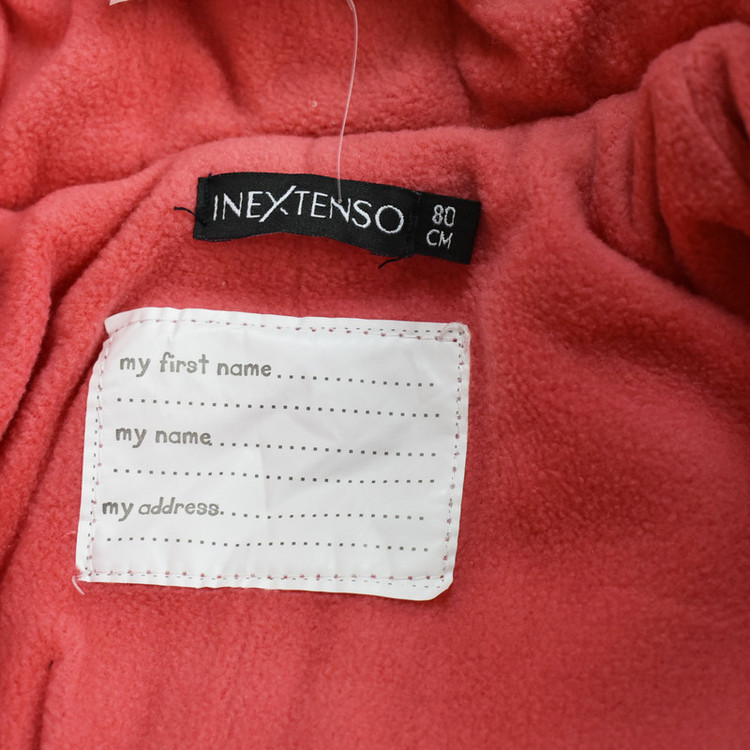 INEXTENSO
80
CM
my first name
my name
my address